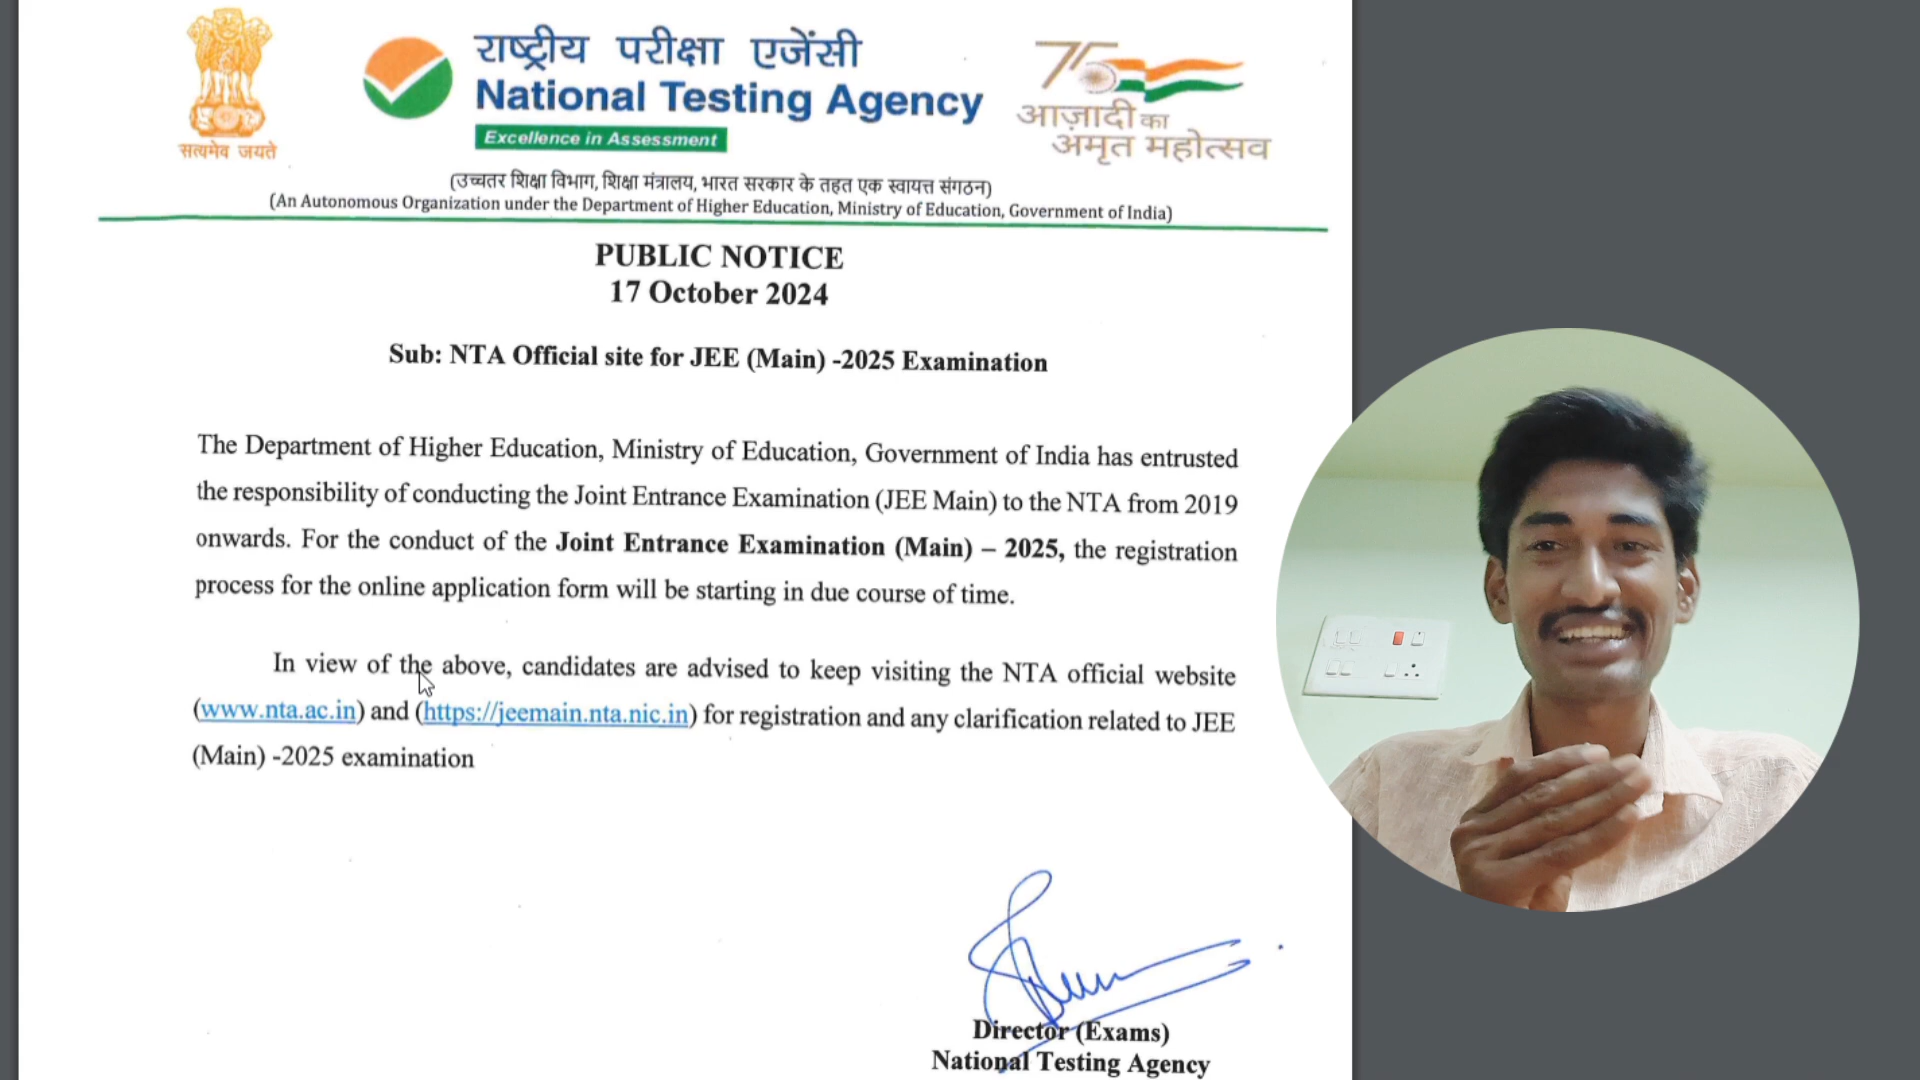 सत्यमेव जयते
राष्ट्रीय परीक्षा एजेंसी
National Testing Agency
Excellence in Assessment
75
आज़ादी का
अमृत महोत्सव
(उच्चतर शिक्षा विभाग, शिक्षा मंत्रालय, भारत सरकार के तहत एक स्वायत्त संगठन)
(An Autonomous Organization under the Department of Higher Education, Ministry of Education, Government of India)
PUBLIC NOTICE
17 October 2024
Sub: NTA Official site for JEE (Main) -2025 Examination
The Department of Higher Education, Ministry of Education, Government of India has entrusted
the responsibility of conducting the Joint Entrance Examination (JEE Main) to the NTA from 2019
onwards. For the conduct of the Joint Entrance Examination (Main) – 2025, the registration
process for the online application form will be starting in due course of time.
In view of the above, candidates are advised to keep visiting the NTA official website
(www.nta.ac.in) and (https://jeemain.nta.nic.in) for registration and any clarification related to JEE
(Main) -2025 examination
Director (Exams)
National Testing Agency